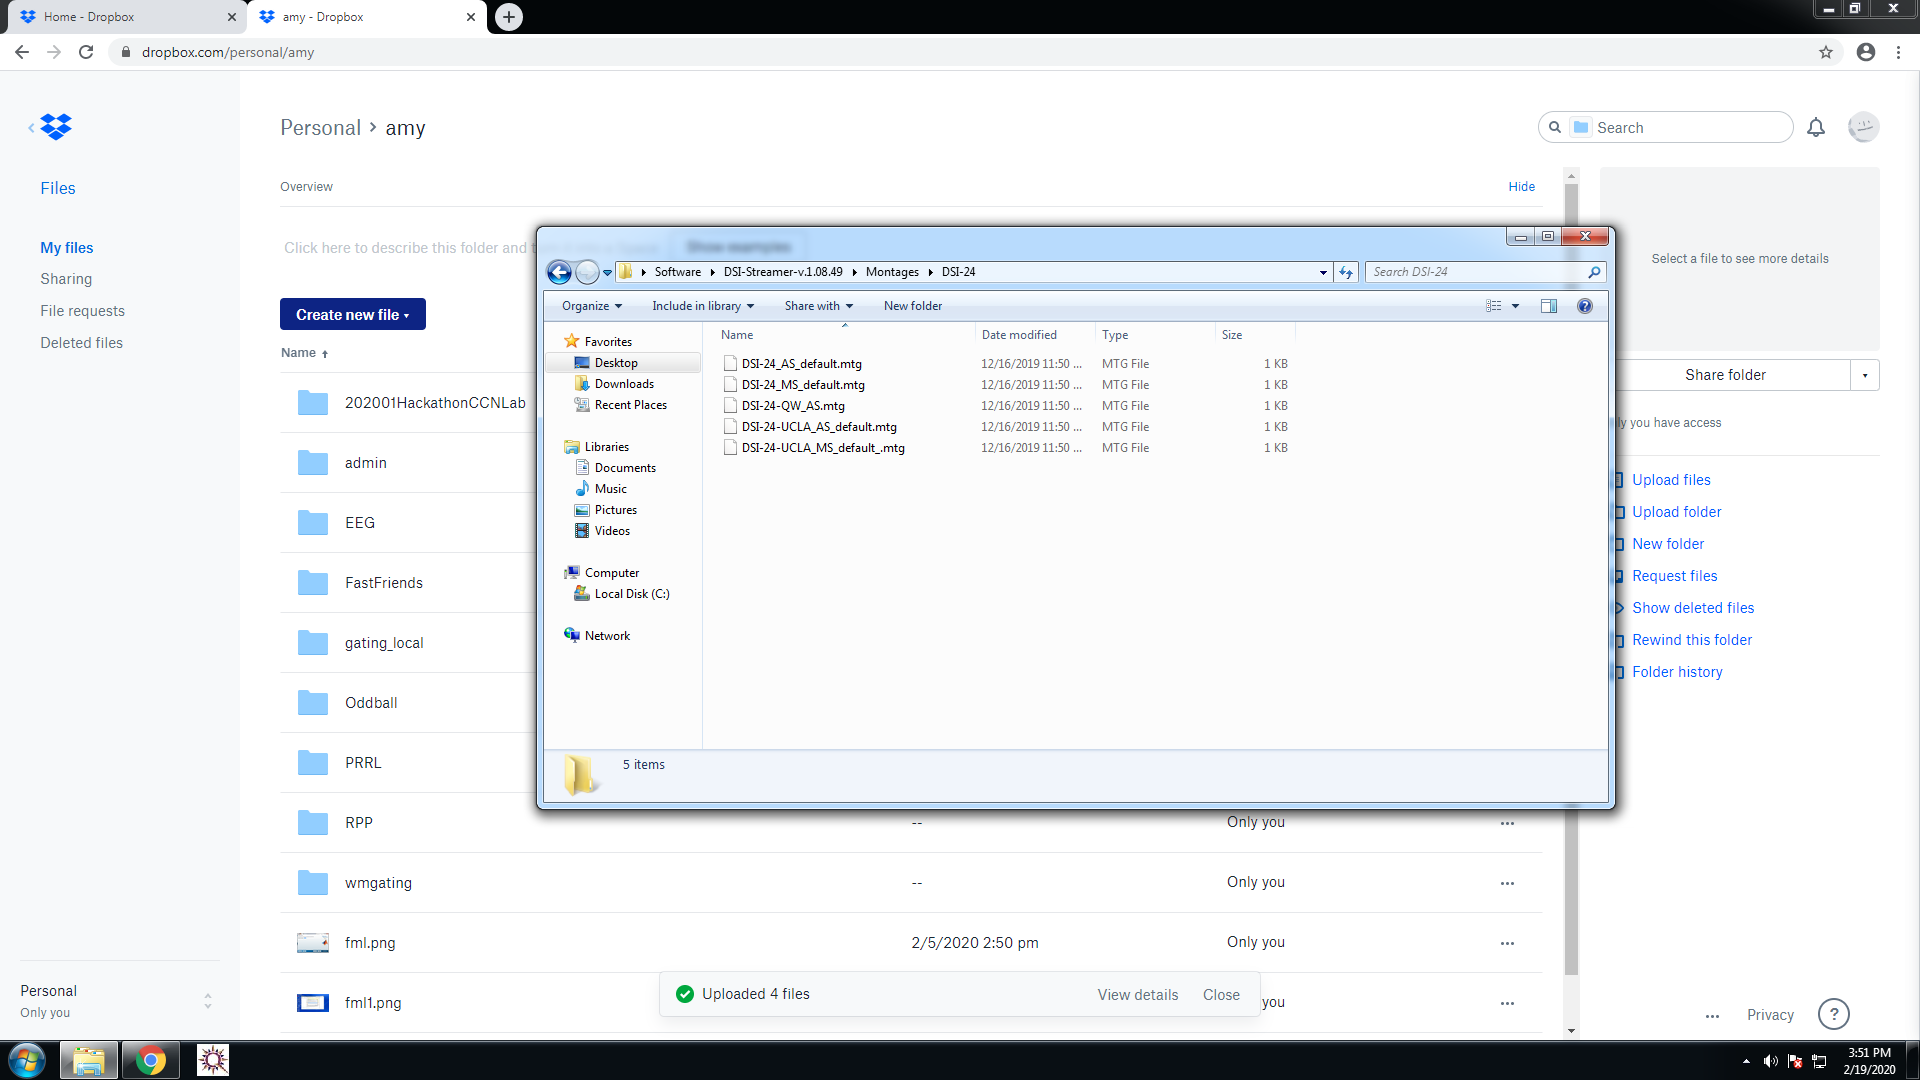 Home - Dropbox
amy - Dropbox
dropbox.com/personal/amy
Personal › amy
Search
Files
Overview
Hide
My files
Sharing
File requests
Deleted files
Click here to describe this folder and
Show examples
Select a file to see more details
Create new file
Name
202001HackathonCCNLab
admin
EEG
FastFriends
gating_local
Oddball
PRRL
RPP
--
Only you
wmgating
--
Only you
fml.png
2/5/2020 2:50 pm
Only you
fml1.png
you
Software
DSI-Streamer-v.1.08.49
Montages
DSI-24
Search DSI-24
Organize
Include in library
Share with
New folder
Favorites
Desktop
Downloads
Recent Places
Libraries
Documents
Music
Pictures
Videos
Computer
Local Disk (C:)
Network
Name Date modified Type Size
DSI-24_AS_default.mtg 12/16/2019 11:50 ... MTG File 1 KB
DSI-24_MS_default.mtg 12/16/2019 11:50 ... MTG File 1 KB
DSI-24-QW_AS.mtg 12/16/2019 11:50 ... MTG File 1 KB
DSI-24-UCLA_AS_default.mtg 12/16/2019 11:50 ... MTG File 1 KB
DSI-24-UCLA_MS_default_.mtg 12/16/2019 11:50 ... MTG File 1 KB
5 items
Share folder
you have access
Upload files
Upload folder
New folder
Request files
Show deleted files
Rewind this folder
Folder history
Uploaded 4 files
View details
Close
Personal
Only you
Privacy
?
3:51 PM
2/19/2020